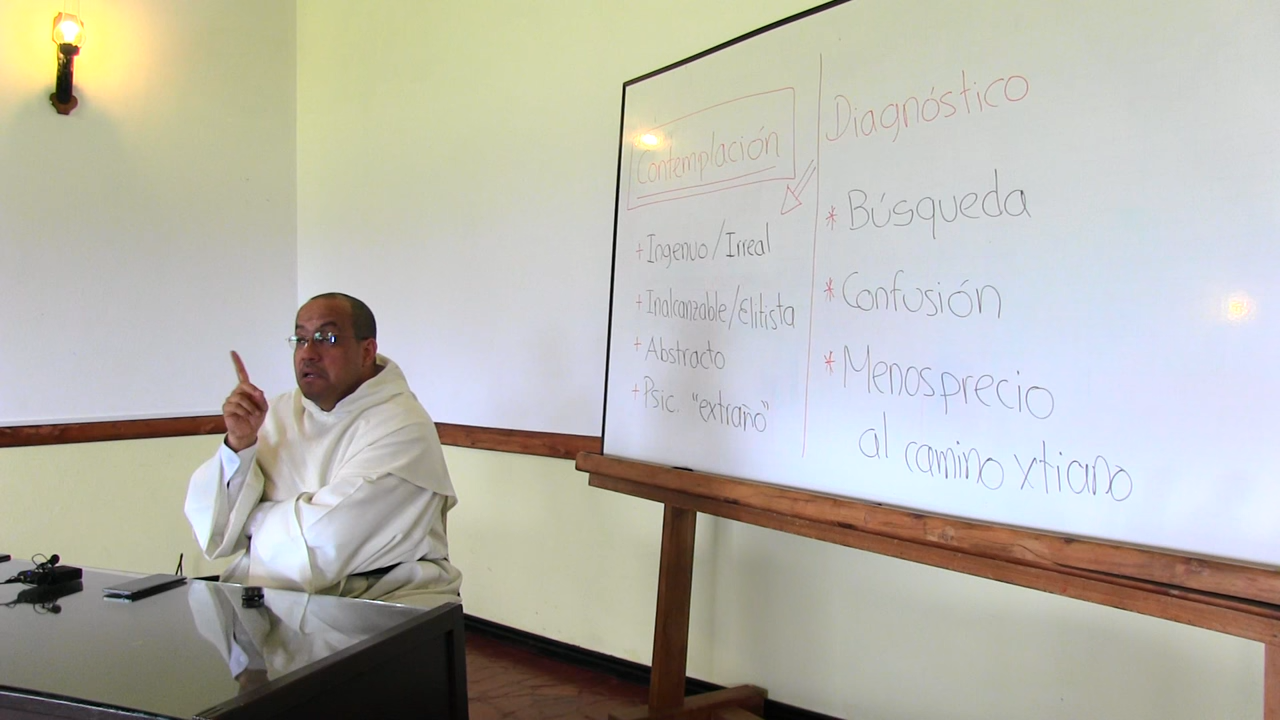 Contemplación
+ Ingenuo/Irreal
+ Inalcanzable/Elitista
+ Abstracto
+ Psic. "extraño"
Diagnóstico
* Búsqueda
* Confusión
* Menosprecio
al camino xtiano